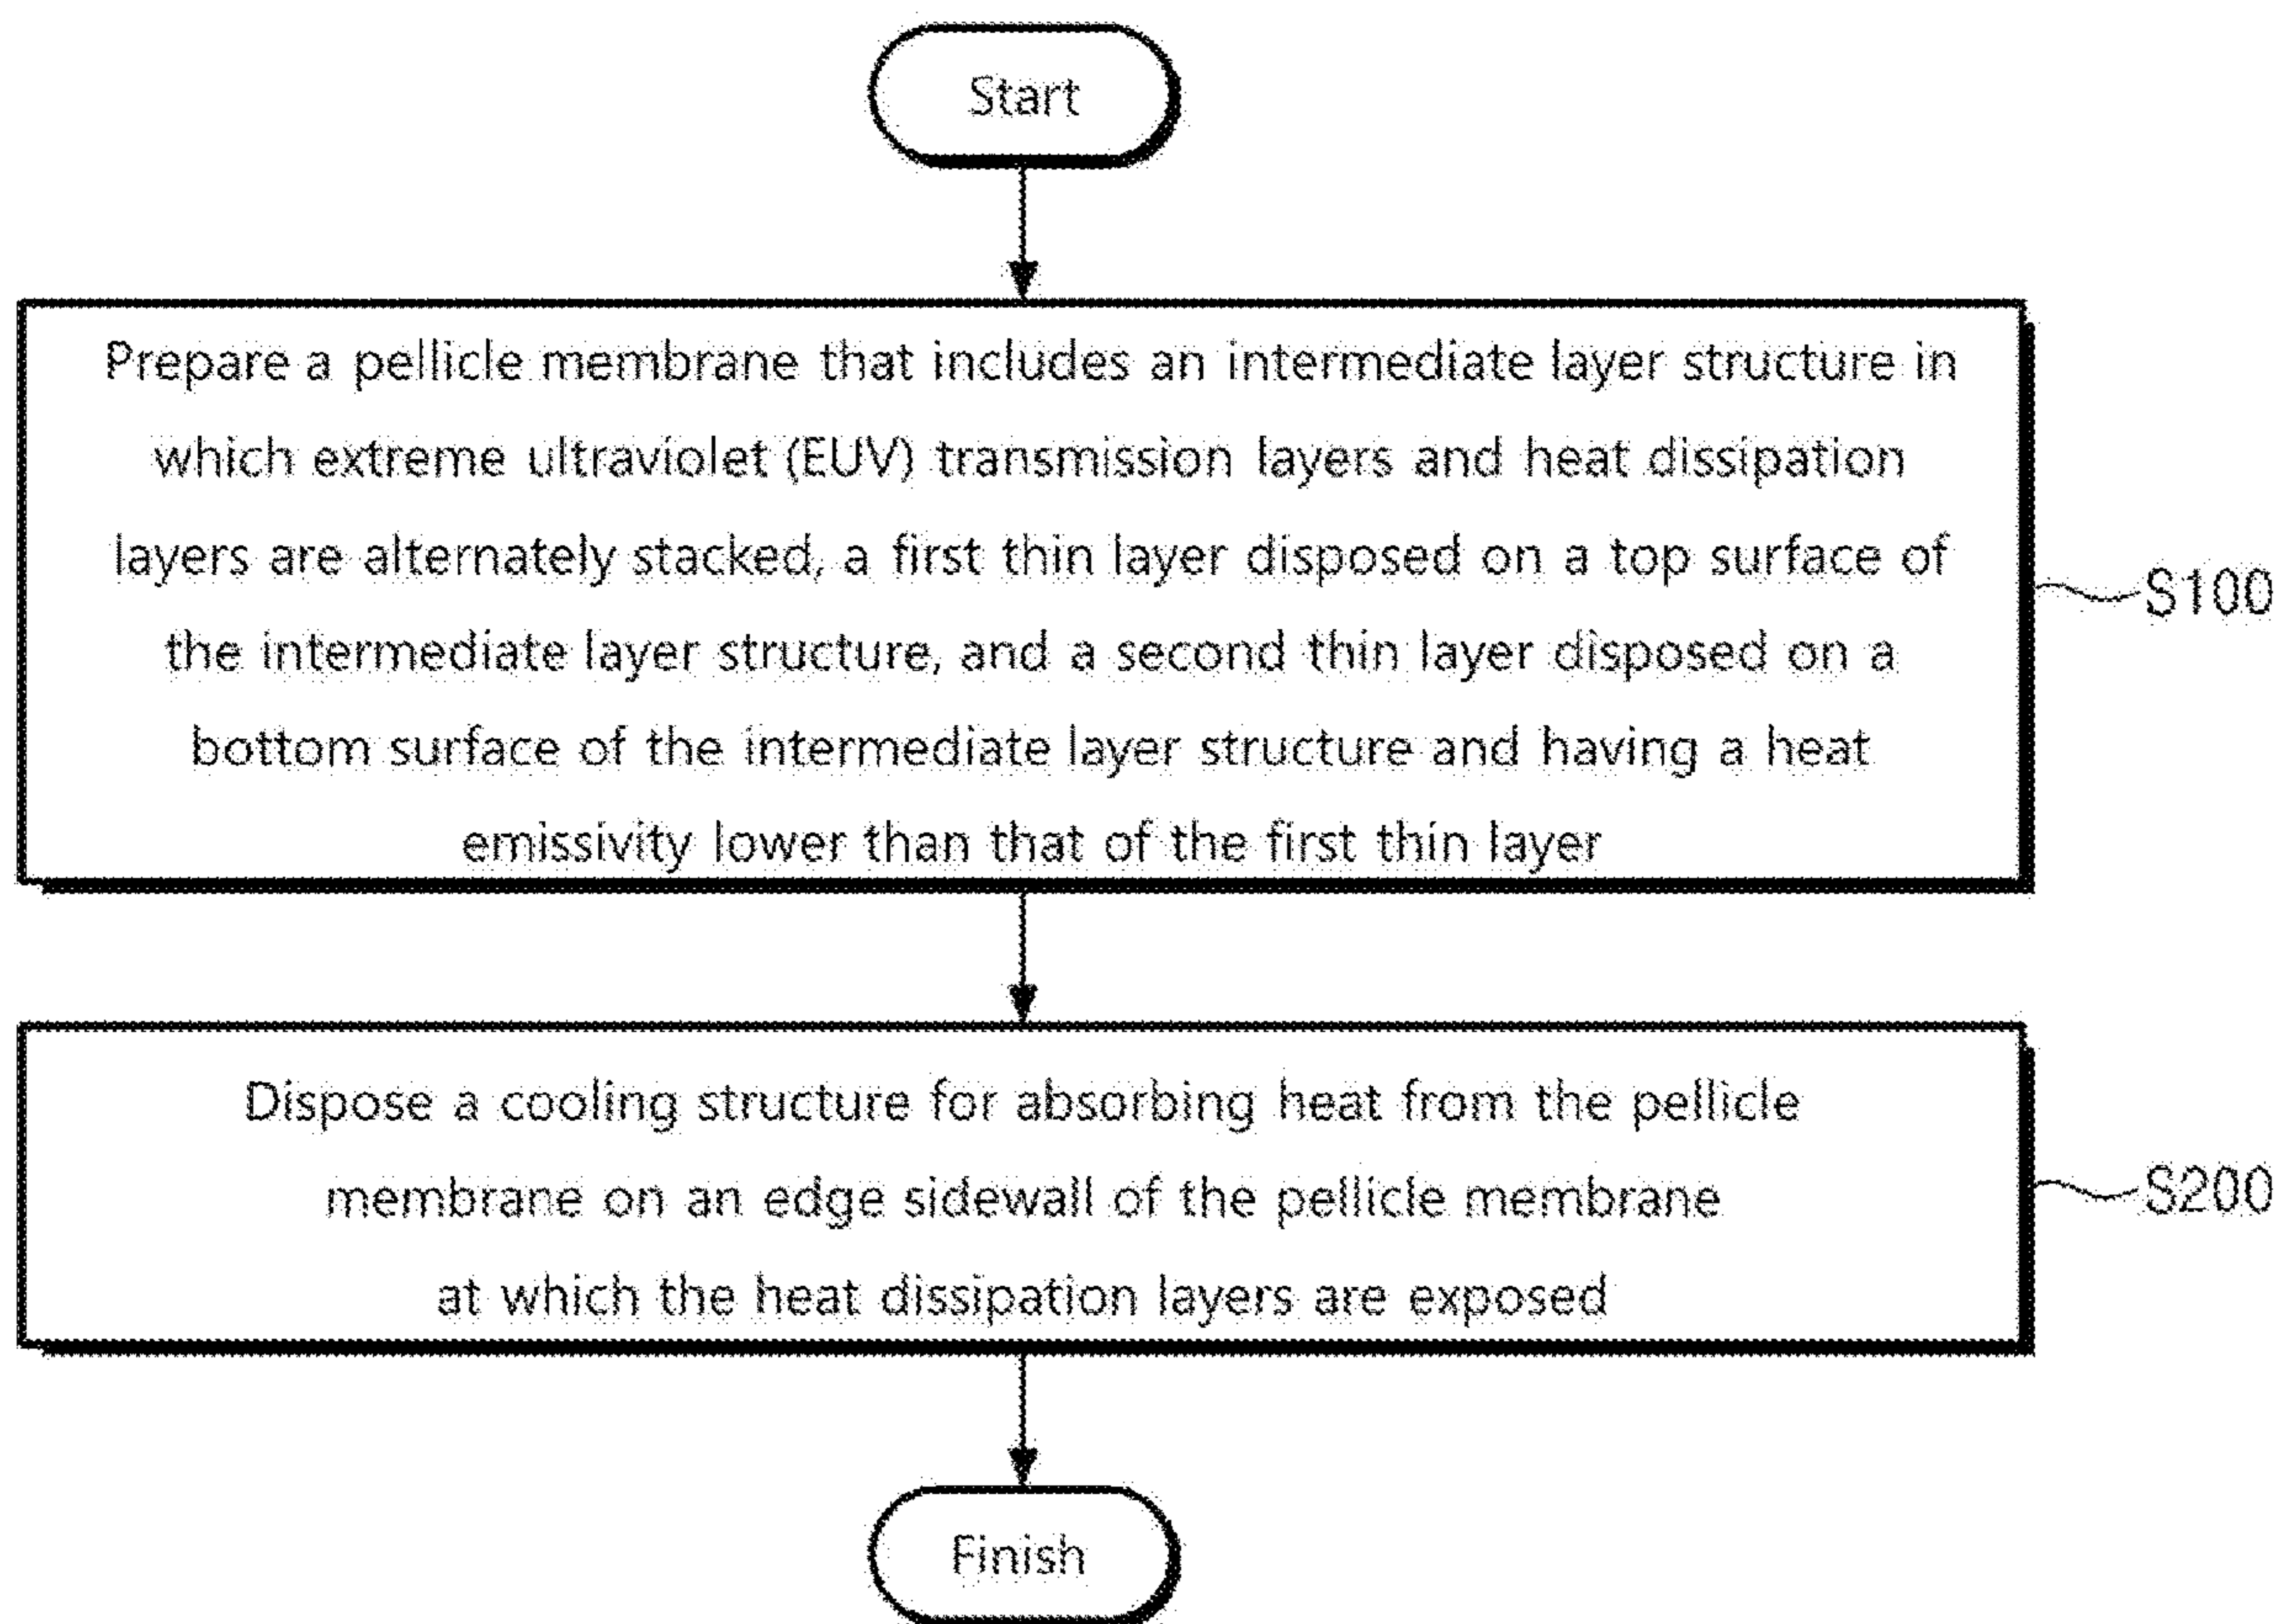 Start
Prepare a pellicle membrane that includes an intermediate layer structure in
which extreme ultraviolet (EUV) transmission layers and heat dissipation
layers are alternately stacked, a first thin layer disposed on a top surface of
the intermediate layer structure, and a second thin layer disposed on a
bottom surface of the intermediate layer structure and having a heat
emissivity lower than that of the first thin layer
S100
Dispose a cooling structure for absorbing heat from the pellicle
membrane on an edge sidewall of the pellicle membrane
at which the heat dissipation layers are exposed
S200
Finish